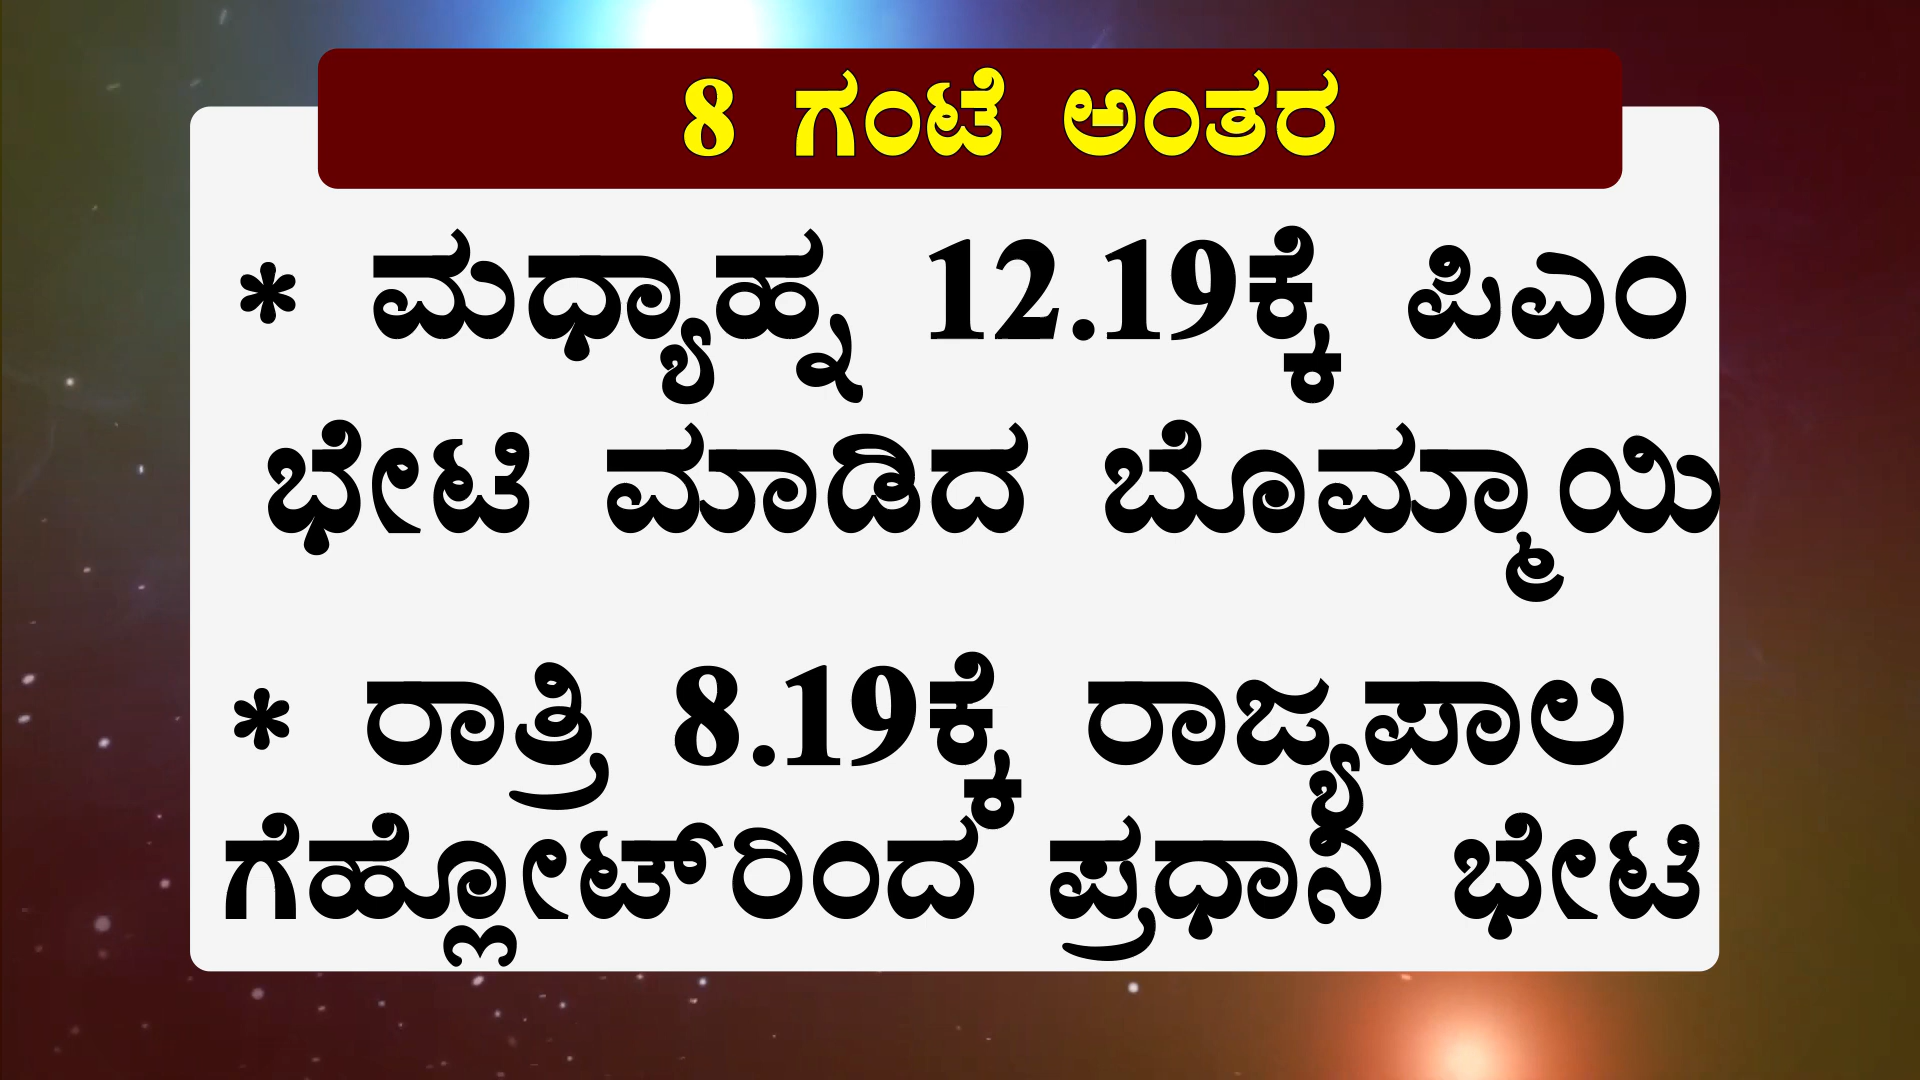 8 ಗಂಟೆ ಅಂತರ
* ಮಧ್ಯಾಹ್ನ 12.19ಕ್ಕೆ ಪಿಎಂ
ಭೇಟಿ ಮಾಡಿದ ಬೊಮ್ಮಾಯಿ
* ರಾತ್ರಿ 8.19ಕ್ಕೆ ರಾಜ್ಯಪಾಲ
ಗೆಹ್ಲೋಟ್‌ರಿಂದ ಪ್ರಧಾನಿ ಭೇಟಿ